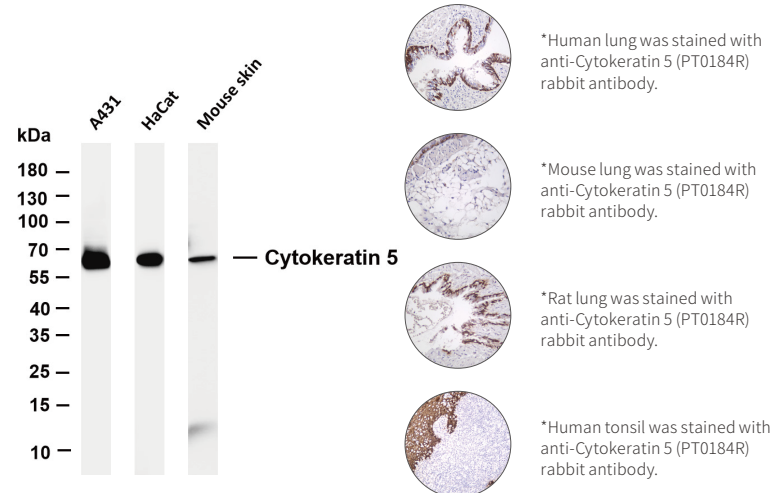 A431
HaCat
Mouse skin
kDa
180
130
100
70
55
40
35
25
15
10
Cytokeratin 5
*Human lung was stained with
anti-Cytokeratin 5 (PT0184R)
rabbit antibody.
*Mouse lung was stained with
anti-Cytokeratin 5 (PT0184R)
rabbit antibody.
*Rat lung was stained with
anti-Cytokeratin 5 (PT0184R)
rabbit antibody.
*Human tonsil was stained with
anti-Cytokeratin 5 (PT0184R)
rabbit antibody.